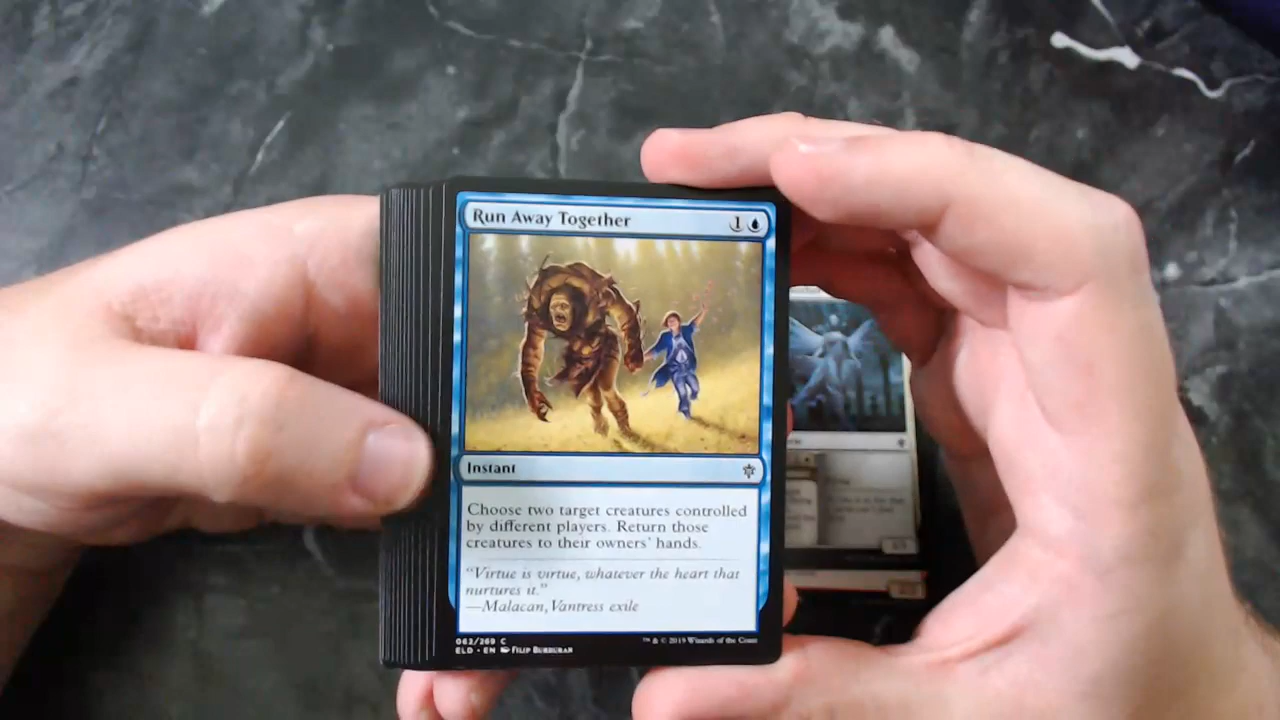 Run Away Together 1
Instant
Choose two target creatures controlled
by different players. Return those
creatures to their owners' hands.
"Virtue is virtue, whatever the heart that
nurtures it."
—Malacan, Vantress exile
062/269 C
ELD • EN Filip Burburan
™ & © 2019 Wizards of the Coast